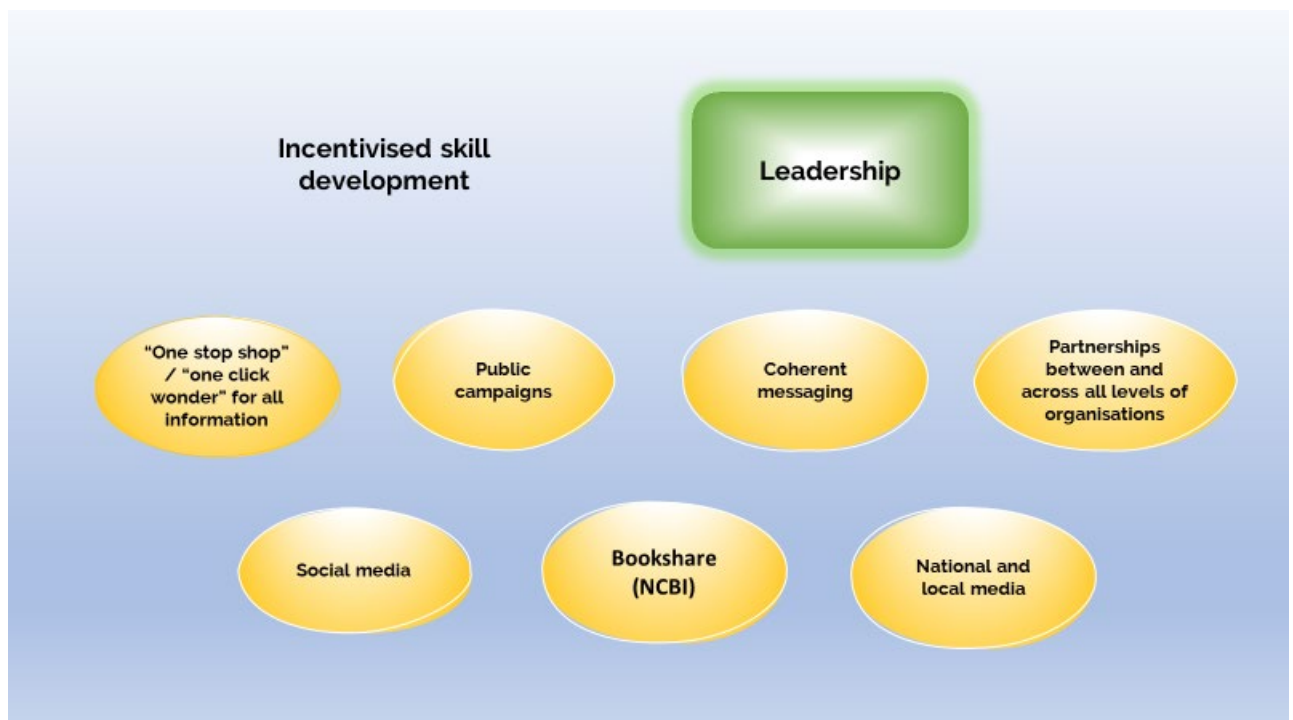 Incentivised skill
development
Leadership
“One stop shop”
/ “one click
wonder” for all
information
Public
campaigns
Coherent
messaging
Partnerships
between and
across all levels of
organisations
Social media
Bookshare
(NCBI)
National and
local media